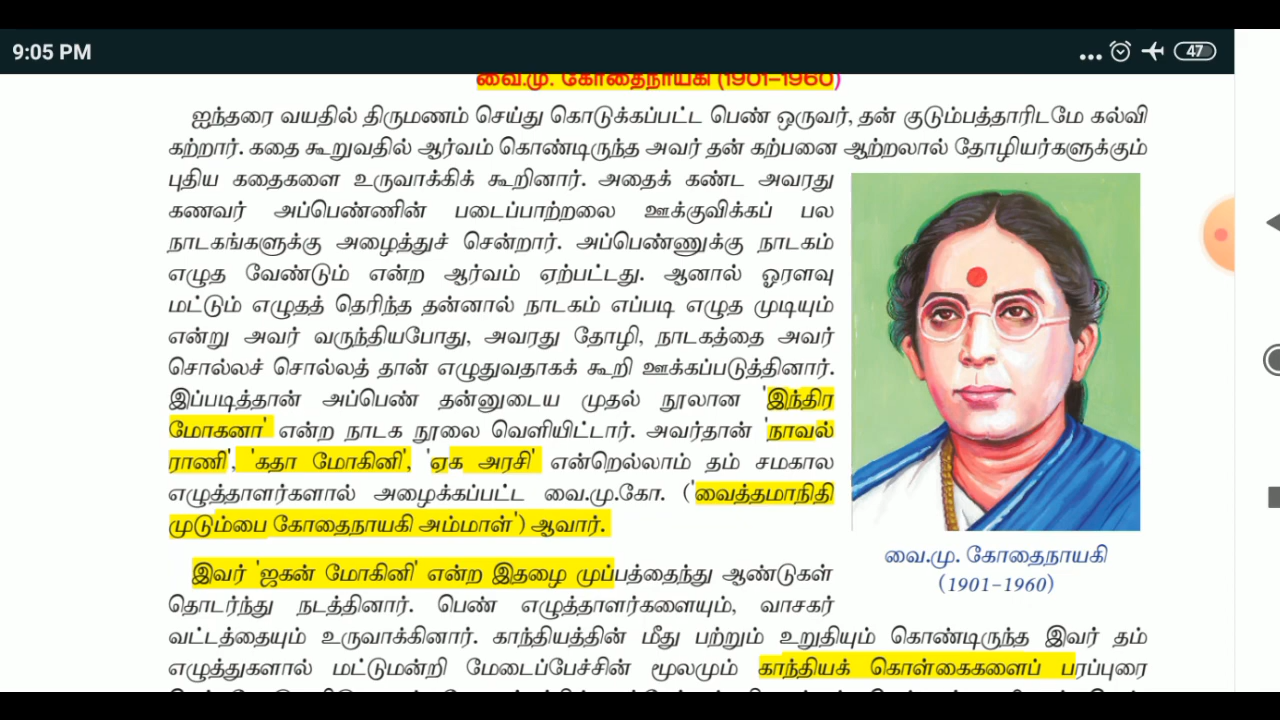 9:05 PM
47
வை.மு. கோதைநாயகி (1901–1960)
ஐந்தரை வயதில் திருமணம் செய்து கொடுக்கப்பட்ட பெண் ஒருவர், தன் குடும்பத்தாரிடமே கல்வி
கற்றார். கதை கூறுவதில் ஆர்வம் கொண்டிருந்த அவர் தன் கற்பனை ஆற்றலால் தோழியர்களுக்கும்
புதிய கதைகளை உருவாக்கிக் கூறினார். அதைக் கண்ட அவரது
கணவர் அப்பெண்ணின் படைப்பாற்றலை ஊக்குவிக்கப் பல
நாடகங்களுக்கு அழைத்துச் சென்றார். அப்பெண்ணுக்கு நாடகம்
எழுத வேண்டும் என்ற ஆர்வம் ஏற்பட்டது. ஆனால் ஓரளவு
மட்டும் எழுதத் தெரிந்த தன்னால் நாடகம் எப்படி எழுத முடியும்
என்று அவர் வருந்தியபோது, அவரது தோழி, நாடகத்தை அவர்
சொல்லச் சொல்லத் தான் எழுதுவதாகக் கூறி ஊக்கப்படுத்தினார்.
இப்படித்தான் அப்பெண் தன்னுடைய முதல் நூலான 'இந்திர
மோகனா' என்ற நாடக நூலை வெளியிட்டார். அவர்தான் 'நாவல்
ராணி', 'கதா மோகினி', 'ஏக அரசி' என்றெல்லாம் தம் சமகால
எழுத்தாளர்களால் அழைக்கப்பட்ட வை.மு.கோ. ('வைத்தமாநிதி
முடும்பை கோதைநாயகி அம்மாள்') ஆவார்.
வை.மு. கோதைநாயகி
(1901–1960)
இவர் 'ஜகன் மோகினி' என்ற இதழை முப்பத்தைந்து ஆண்டுகள்
தொடர்ந்து நடத்தினார். பெண் எழுத்தாளர்களையும், வாசகர்
வட்டத்தையும் உருவாக்கினார். காந்தியத்தின் மீது பற்றும் உறுதியும் கொண்டிருந்த இவர் தம்
எழுத்துகளால் மட்டுமன்றி மேடைப்பேச்சின் மூலமும் காந்தியக் கொள்கைகளைப் பரப்புரை